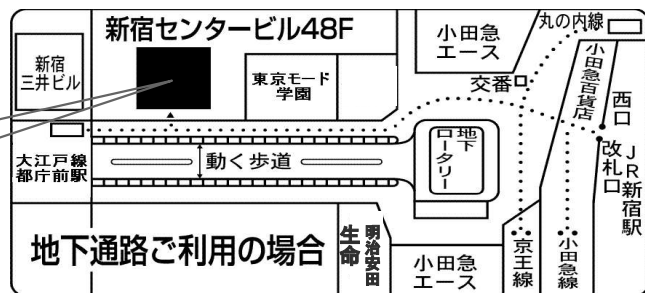 新宿センタービル48F
新宿
三井ビル
東京モード
学園
小田急
エース
丸の内線
交番
小田急百貨店
西口
改札口
JR新宿駅
大江戸線
都庁前駅
動く歩道
地下
ロータリー
地下通路ご利用の場合
明治安田
生命
小田急
エース
京王線
小田急線